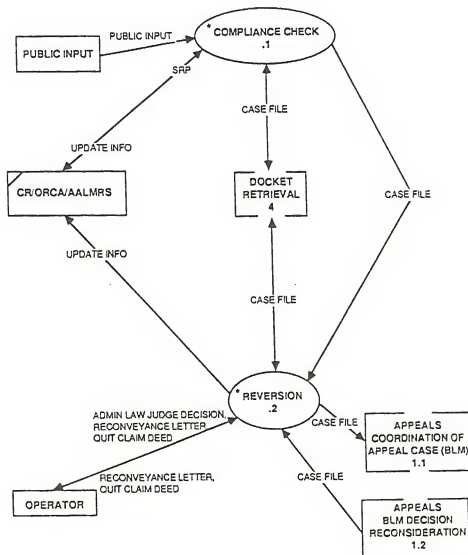 PUBLIC INPUT
PUBLIC INPUT
* COMPLIANCE CHECK
.1
SRP
CASE FILE
UPDATE INFO
CR/ORCA/AALMRS
DOCKET
RETRIEVAL
4
CASE FILE
UPDATE INFO
CASE FILE
* REVERSION
.2
ADMIN LAW JUDGE DECISION,
RECONVEYANCE LETTER,
QUIT CLAIM DEED
CASE FILE
APPEALS
COORDINATION OF
APPEAL CASE (BLM)
1.1
RECONVEYANCE LETTER,
QUIT CLAIM DEED
CASE FILE
OPERATOR
APPEALS
BLM DECISION
RECONSIDERATION
1.2